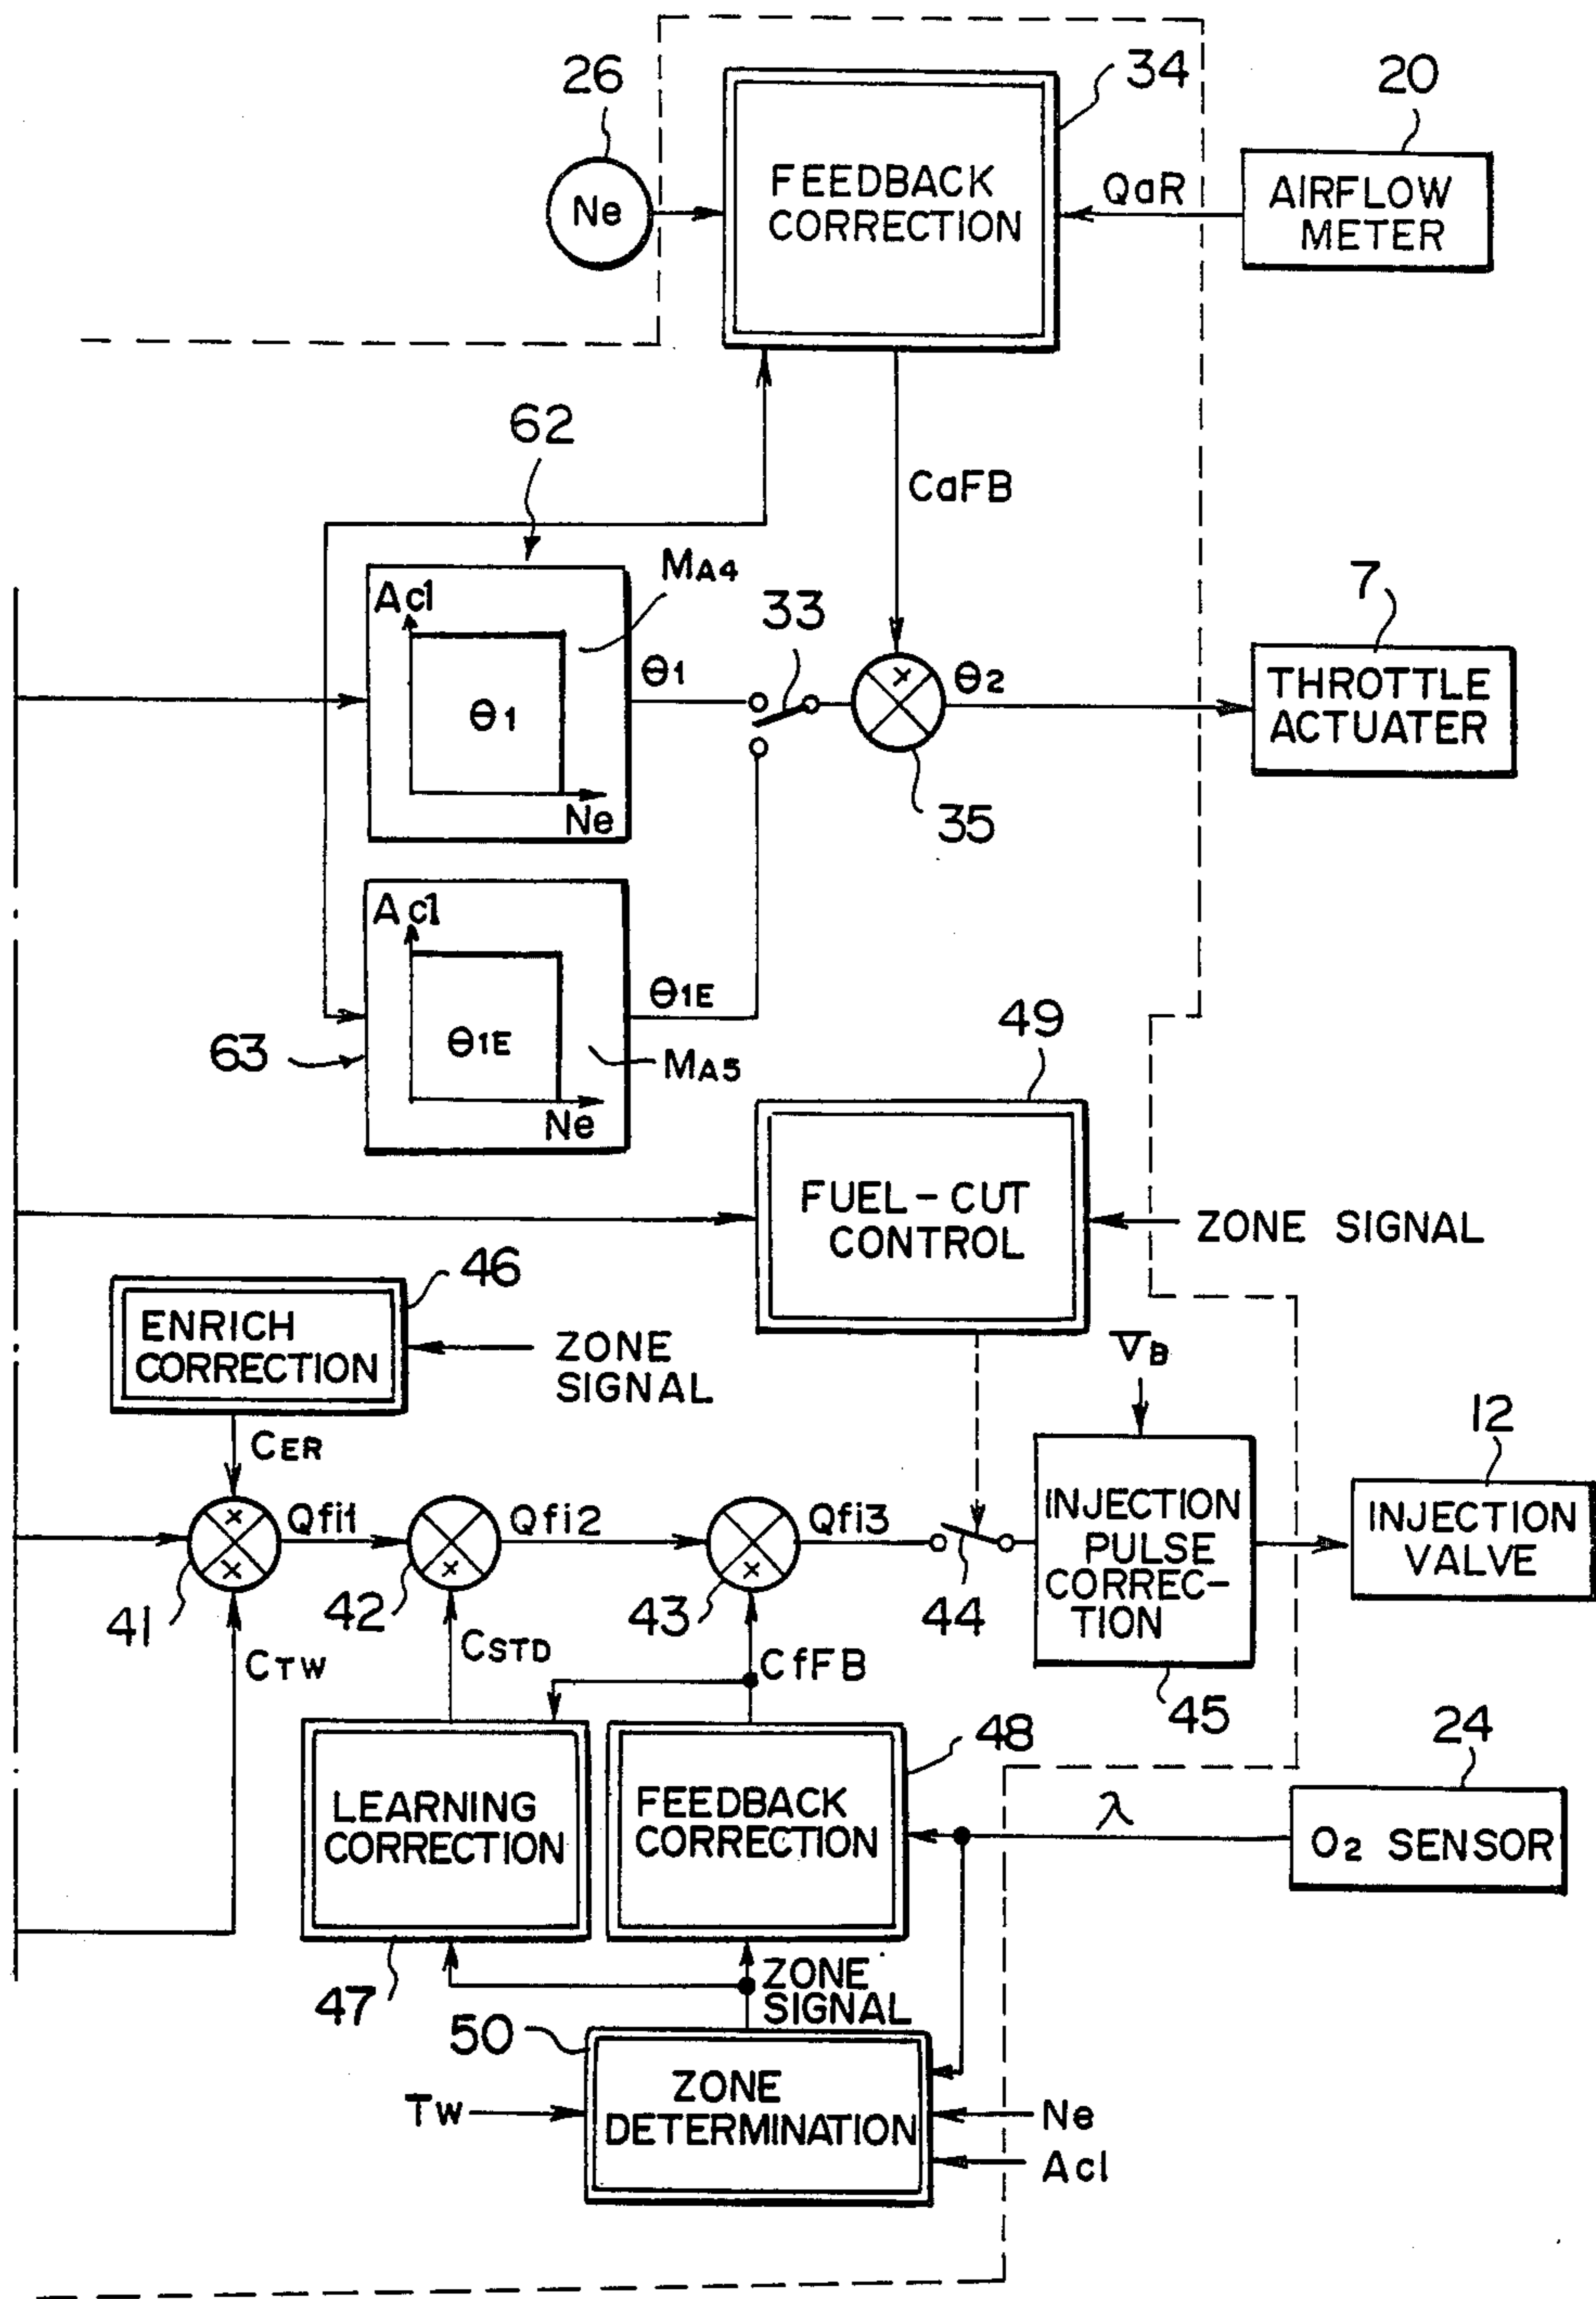 26
34
20
Ne
FEEDBACK
CORRECTION
QaR
AIRFLOW
METER
62
CaFB
MA4
7
Acl
33
θ1
θ1
θ2
THROTTLE
ACTUATER
Ne
35
Acl
θ1E
63
θ1E
MA5
49
Ne
FUEL-CUT
CONTROL
ZONE SIGNAL
46
ENRICH
CORRECTION
ZONE
SIGNAL
VB
12
CER
Qfi1
Qfi2
Qfi3
INJECTION
PULSE
CORREC-
TION
INJECTION
VALVE
41
42
43
44
CTW
CSTD
CfFB
45
24
48
LEARNING
CORRECTION
FEEDBACK
CORRECTION
λ
O2 SENSOR
47
ZONE
SIGNAL
50
ZONE
DETERMINATION
Tw
Ne
Acl